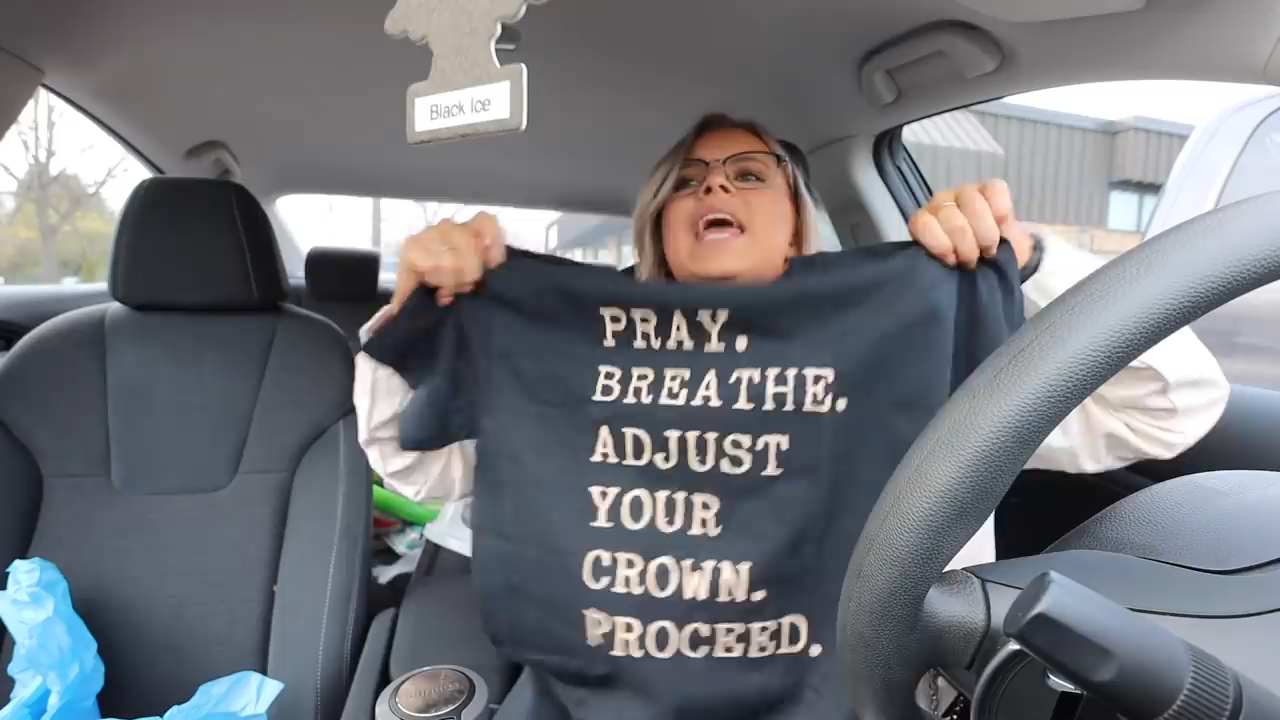 Black Ice
PRAY.
BREATHE.
ADJUST
YOUR
CROWN.
PROCEED.